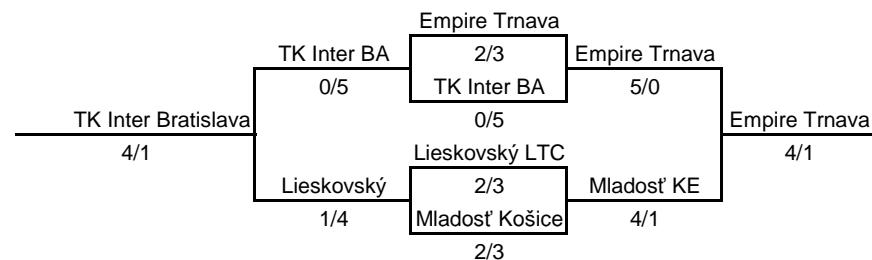 Empire Trnava
TK Inter BA 2/3 Empire Trnava
0/5 TK Inter BA 5/0
TK Inter Bratislava 0/5 Empire Trnava
4/1 Lieskovský LTC 4/1
Lieskovský 2/3 Mladosť KE
1/4 Mladosť Košice 4/1
2/3